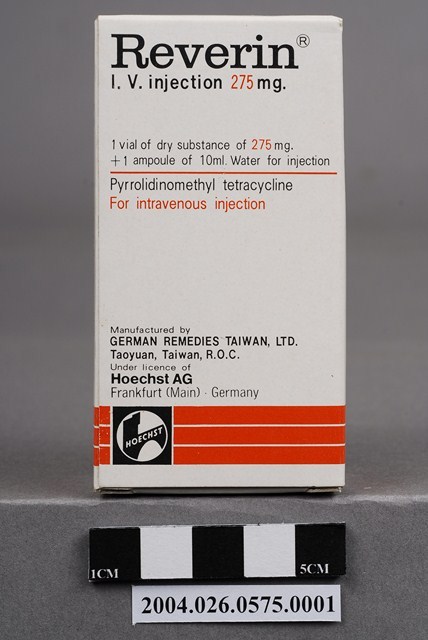 Reverin®
I. V. injection 275 mg.
1 vial of dry substance of 275 mg.
+1 ampoule of 10ml. Water for injection
Pyrrolidinomethyl tetracycline
For intravenous injection
Manufactured by
GERMAN REMEDIES TAIWAN, LTD.
Taoyuan, Taiwan, R.O.C.
Under licence of
Hoechst AG
Frankfurt (Main) · Germany
HOECHST
1CM 5CM
2004.026.0575.0001